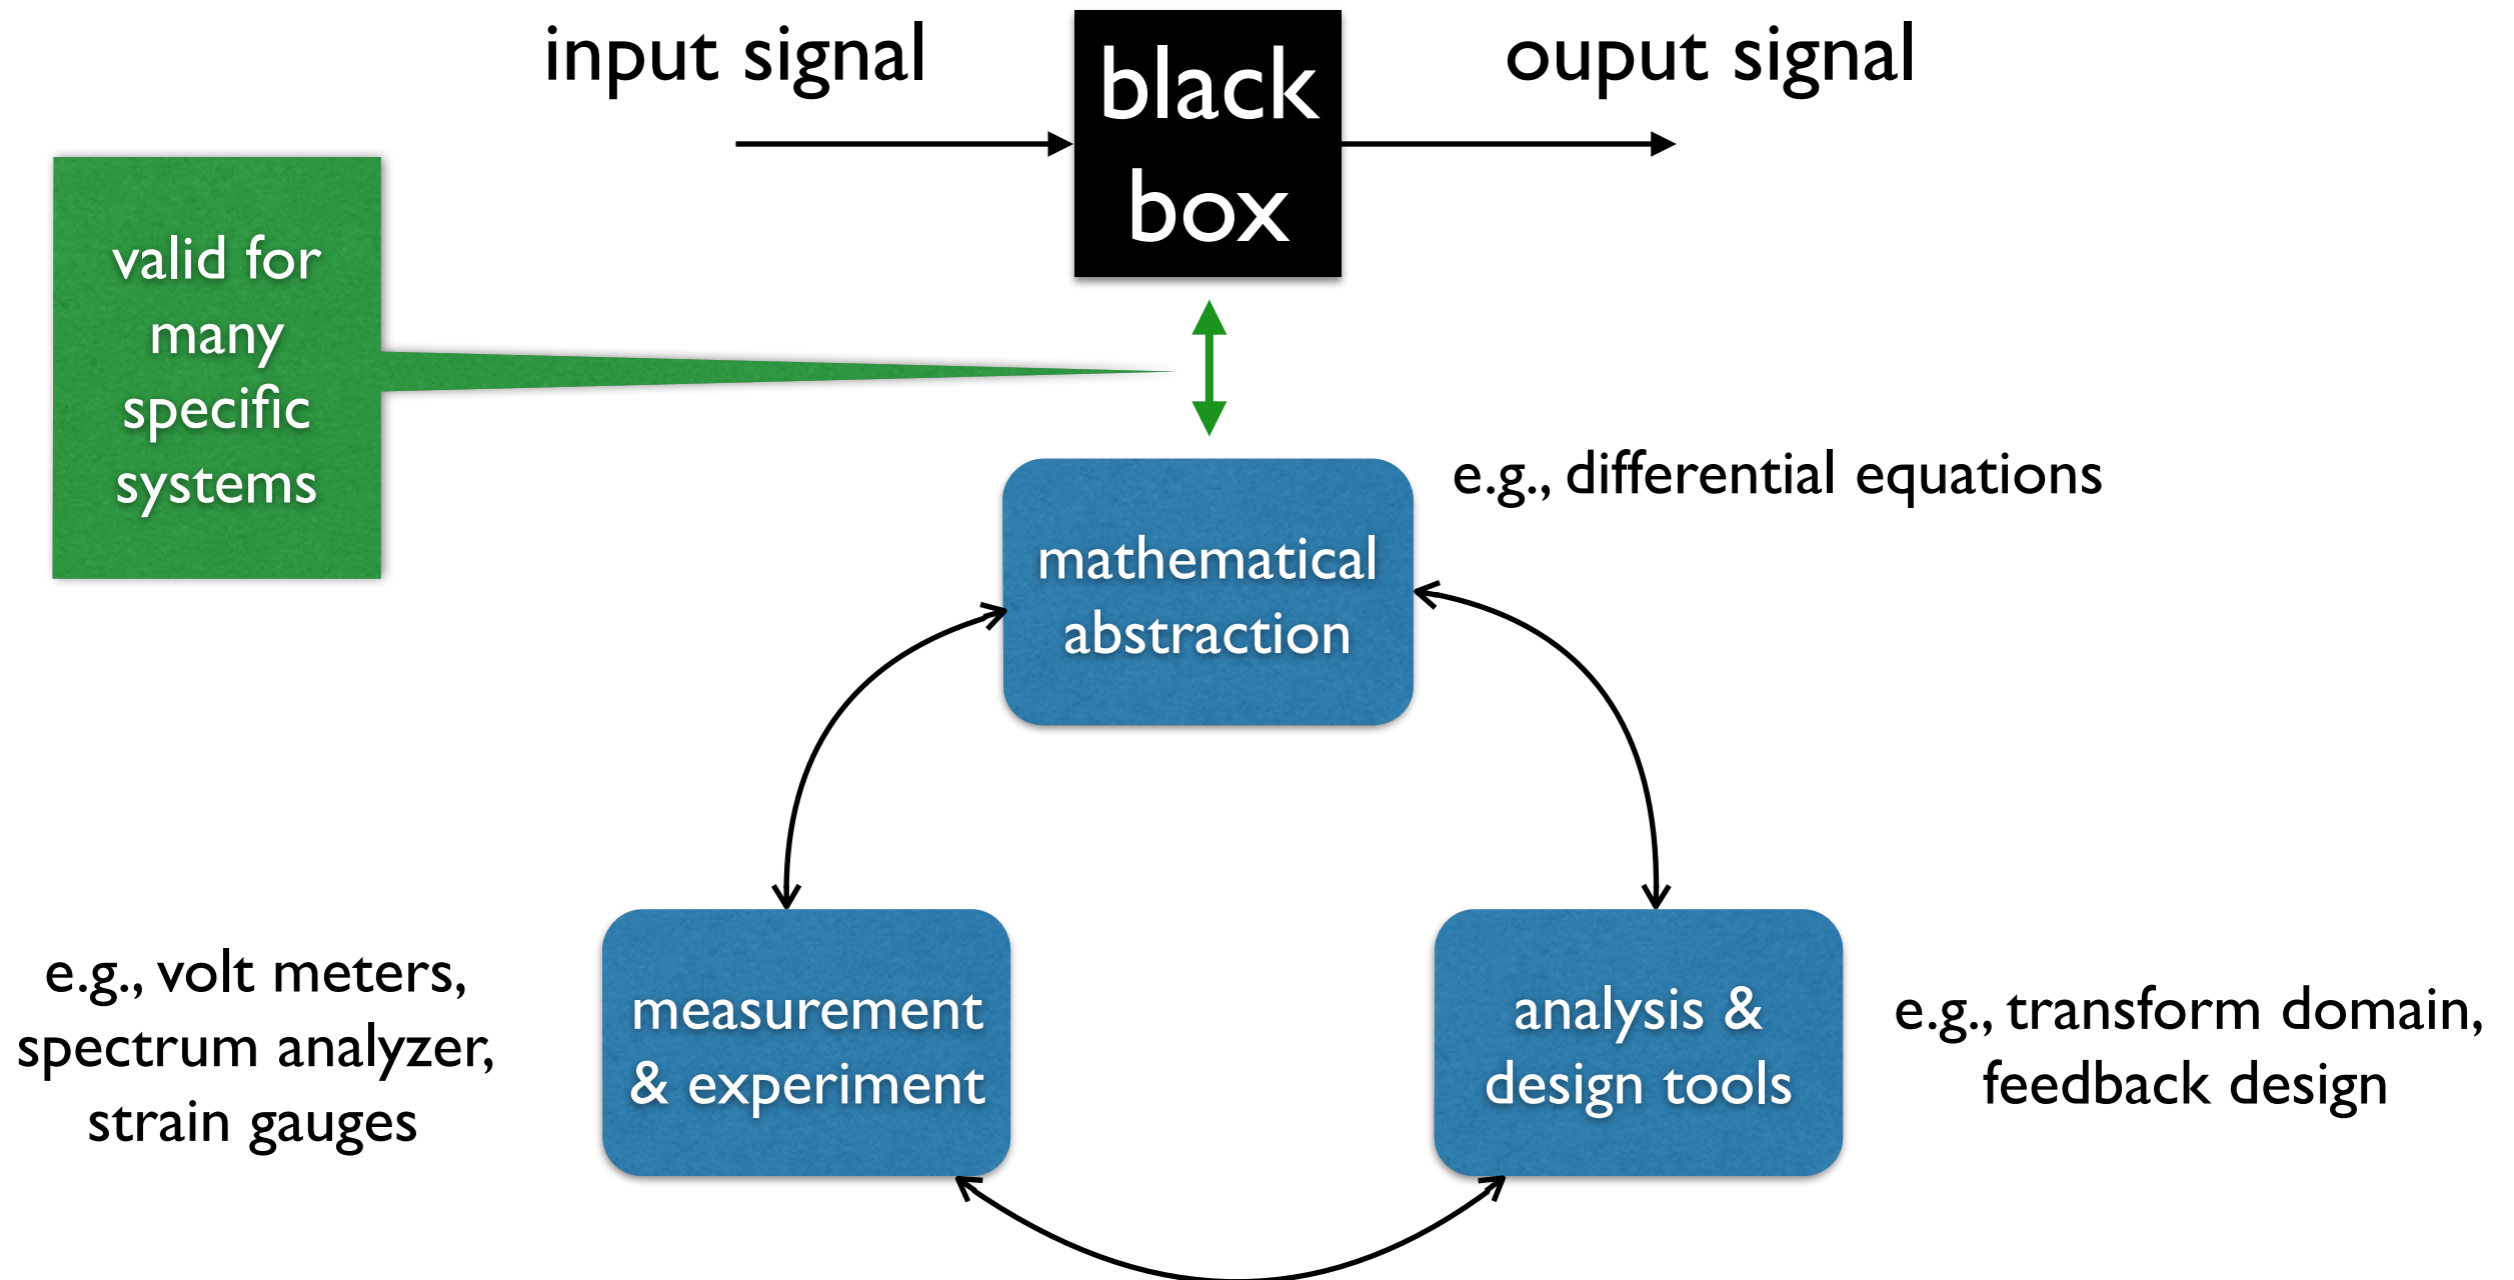 input signal
black
box
ouput signal
valid for
many
specific
systems
e.g., differential equations
mathematical
abstraction
e.g., volt meters,
spectrum analyzer,
strain gauges
measurement
& experiment
analysis &
design tools
e.g., transform domain,
feedback design